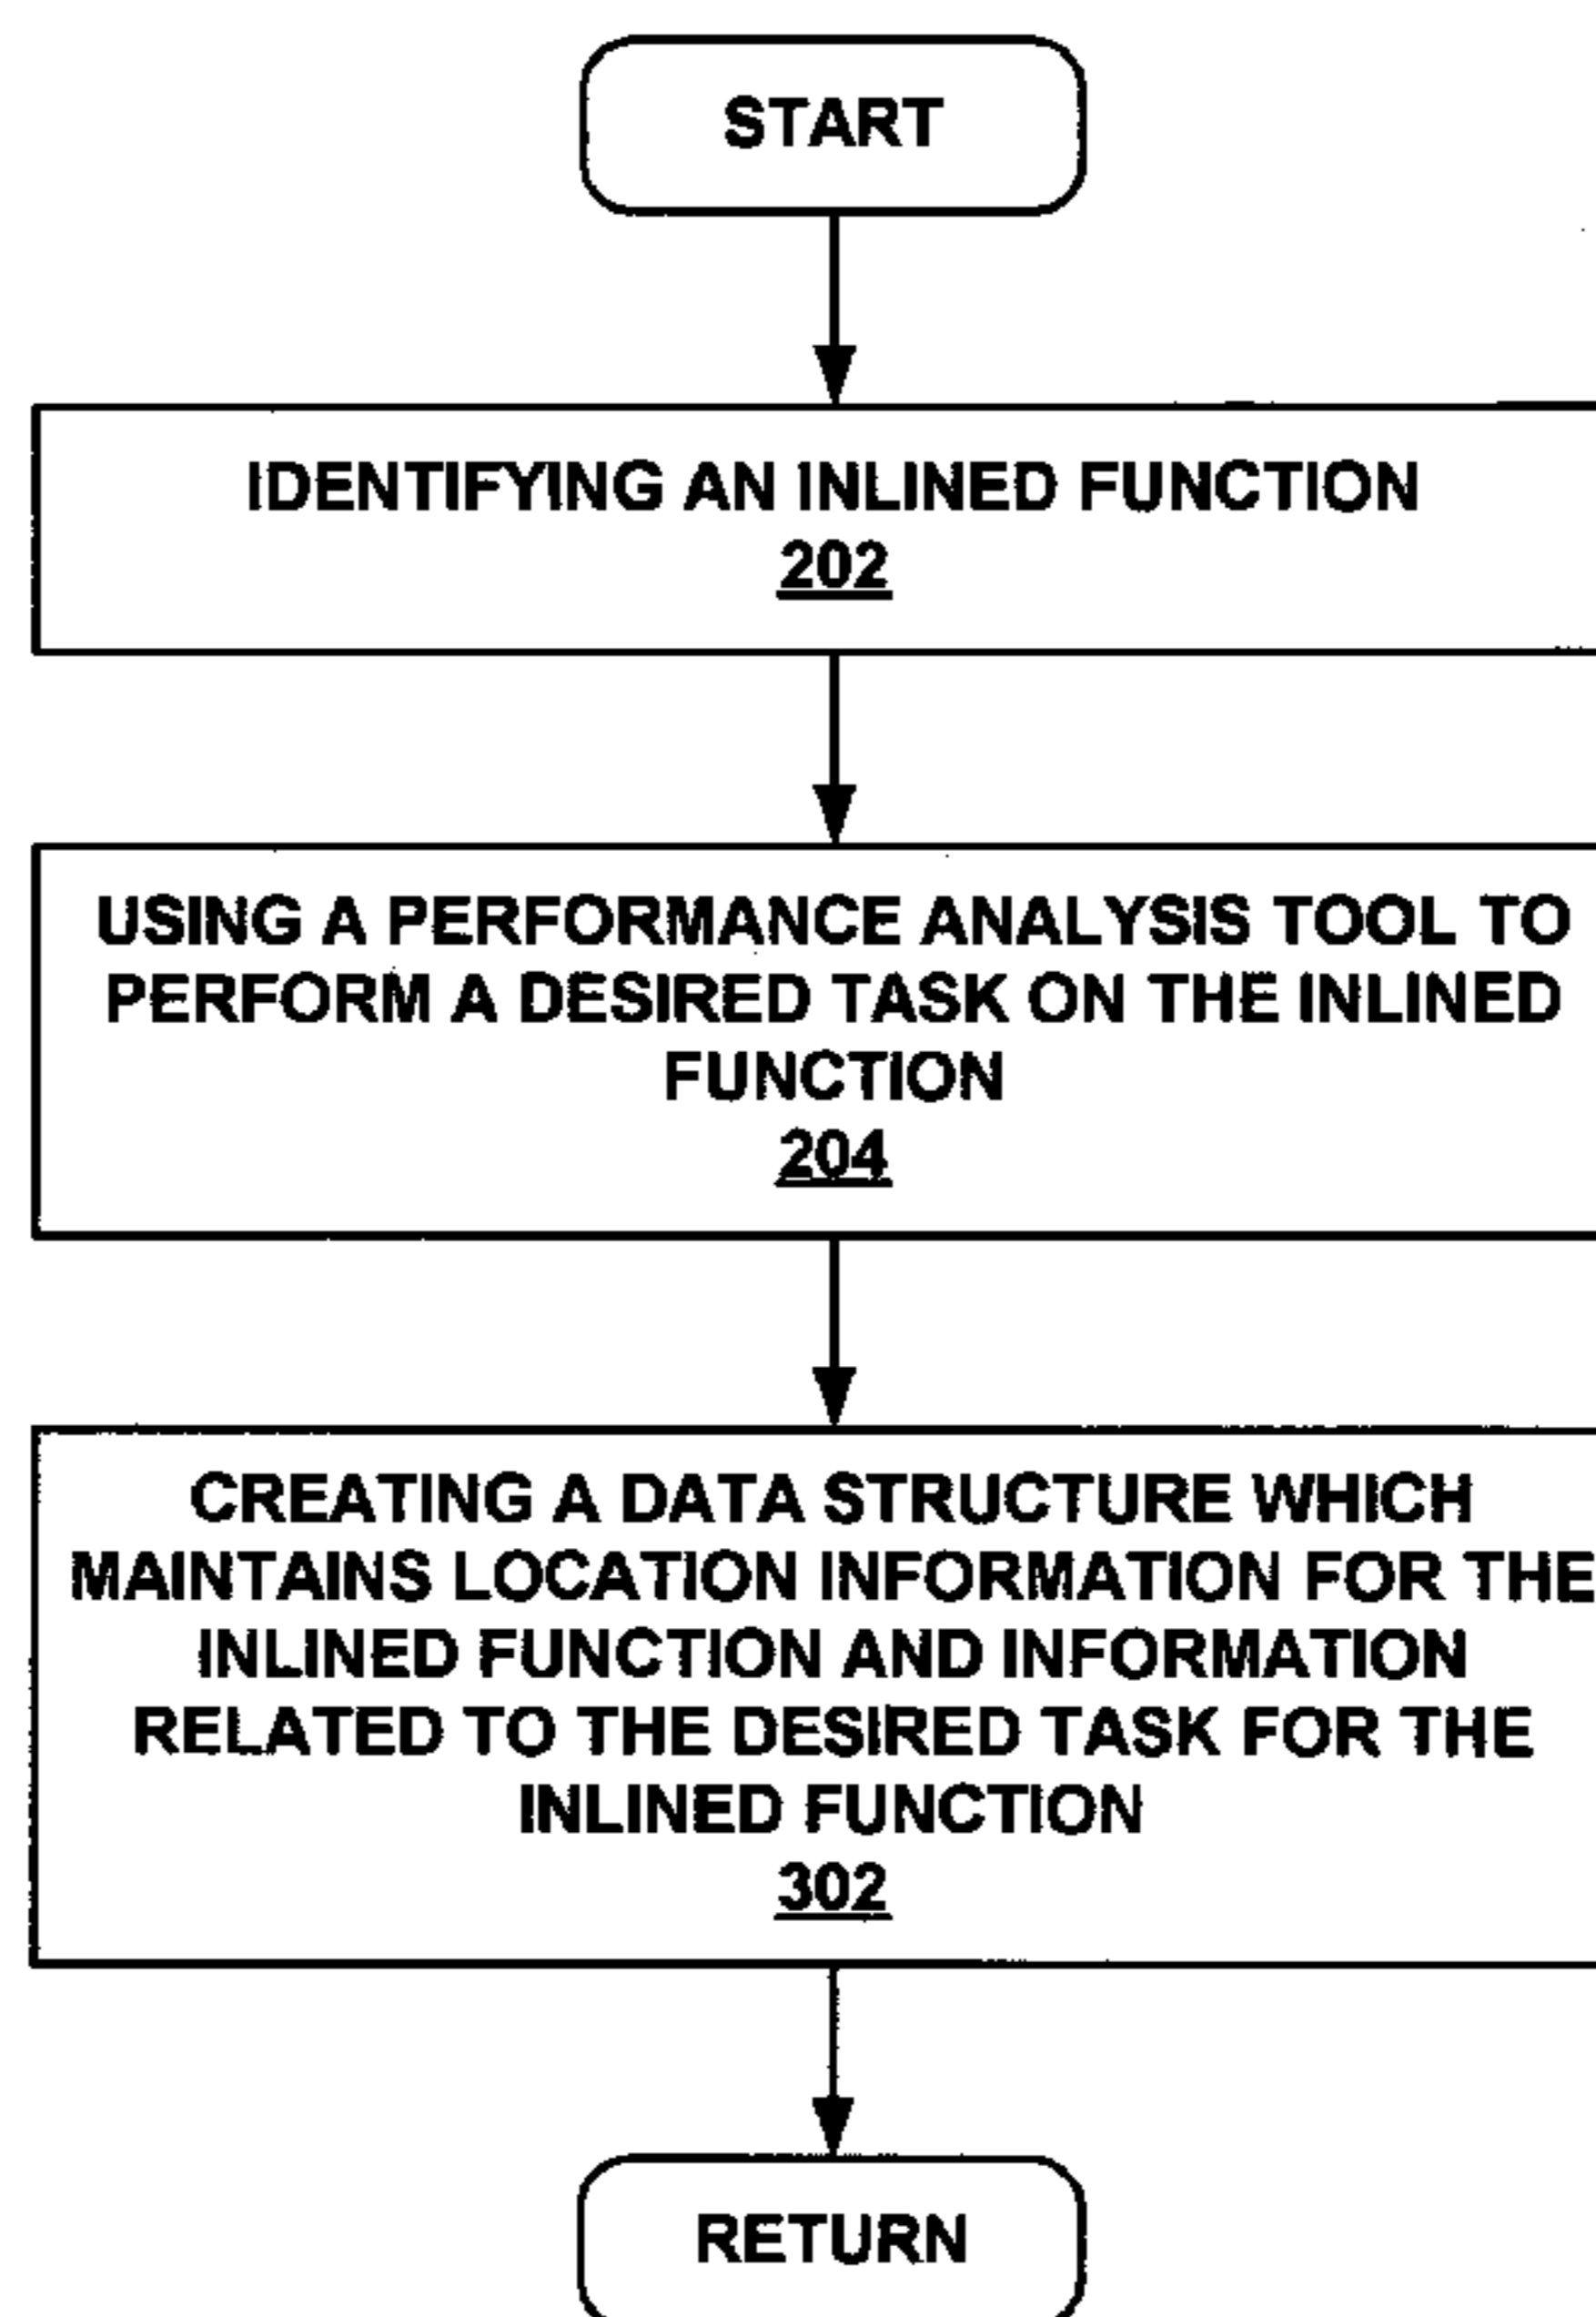 START
IDENTIFYING AN INLINED FUNCTION
202
USING A PERFORMANCE ANALYSIS TOOL TO
PERFORM A DESIRED TASK ON THE INLINED
FUNCTION
204
CREATING A DATA STRUCTURE WHICH
MAINTAINS LOCATION INFORMATION FOR THE
INLINED FUNCTION AND INFORMATION
RELATED TO THE DESIRED TASK FOR THE
INLINED FUNCTION
302
RETURN